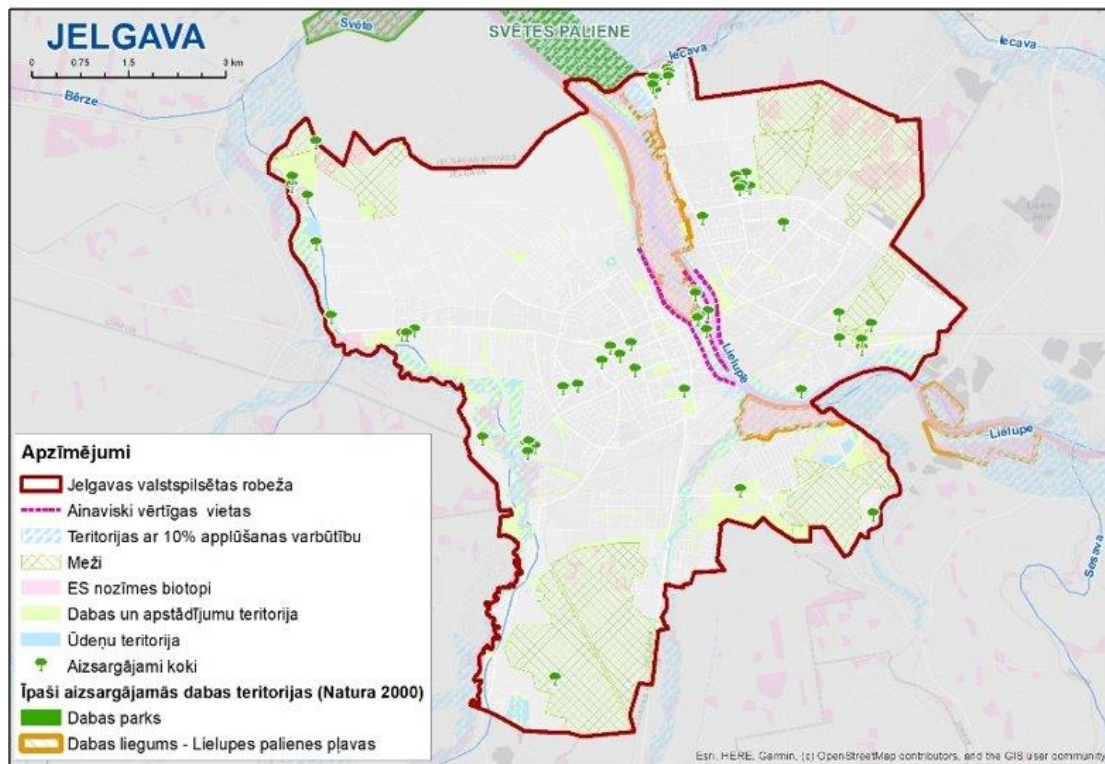 JELGAVA
0 0.75 1.5 3 km
Svēte
SVĒTES PALIENE
Iecava
Iecava
Bērze
JELGAVAS NOVADS
JELGAVA
Lielupe
Lielupe
Sesava
Apzīmējumi
Jelgavas valstspilsētas robeža
Ainaviski vērtīgas vietas
Teritorijas ar 10% applūšanas varbūtību
Meži
ES nozīmes biotopi
Dabas un apstādījumu teritorija
Ūdeņu teritorija
Aizsargājami koki
Īpaši aizsargājamās dabas teritorijas (Natura 2000)
Dabas parks
Dabas liegums - Lielupes palienes pļavas
Esri, HERE, Garmin, (c) OpenStreetMap contributors, and the GIS user community